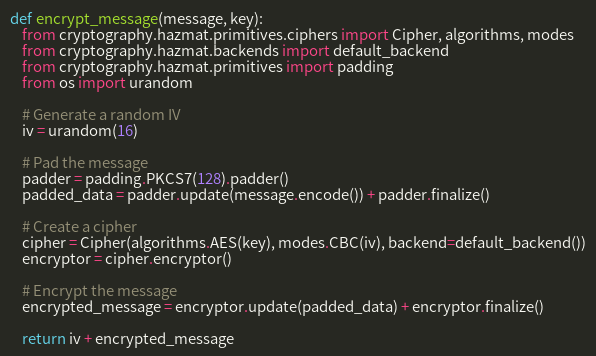 def encrypt_message(message, key):
from cryptography.hazmat.primitives.ciphers import Cipher, algorithms, modes
from cryptography.hazmat.backends import default_backend
from cryptography.hazmat.primitives import padding
from os import urandom
# Generate a random IV
iv = urandom(16)
# Pad the message
padder = padding.PKCS7(128).padder()
padded_data = padder.update(message.encode()) + padder.finalize()
# Create a cipher
cipher = Cipher(algorithms.AES(key), modes.CBC(iv), backend=default_backend())
encryptor = cipher.encryptor()
# Encrypt the message
encrypted_message = encryptor.update(padded_data) + encryptor.finalize()
return iv + encrypted_message